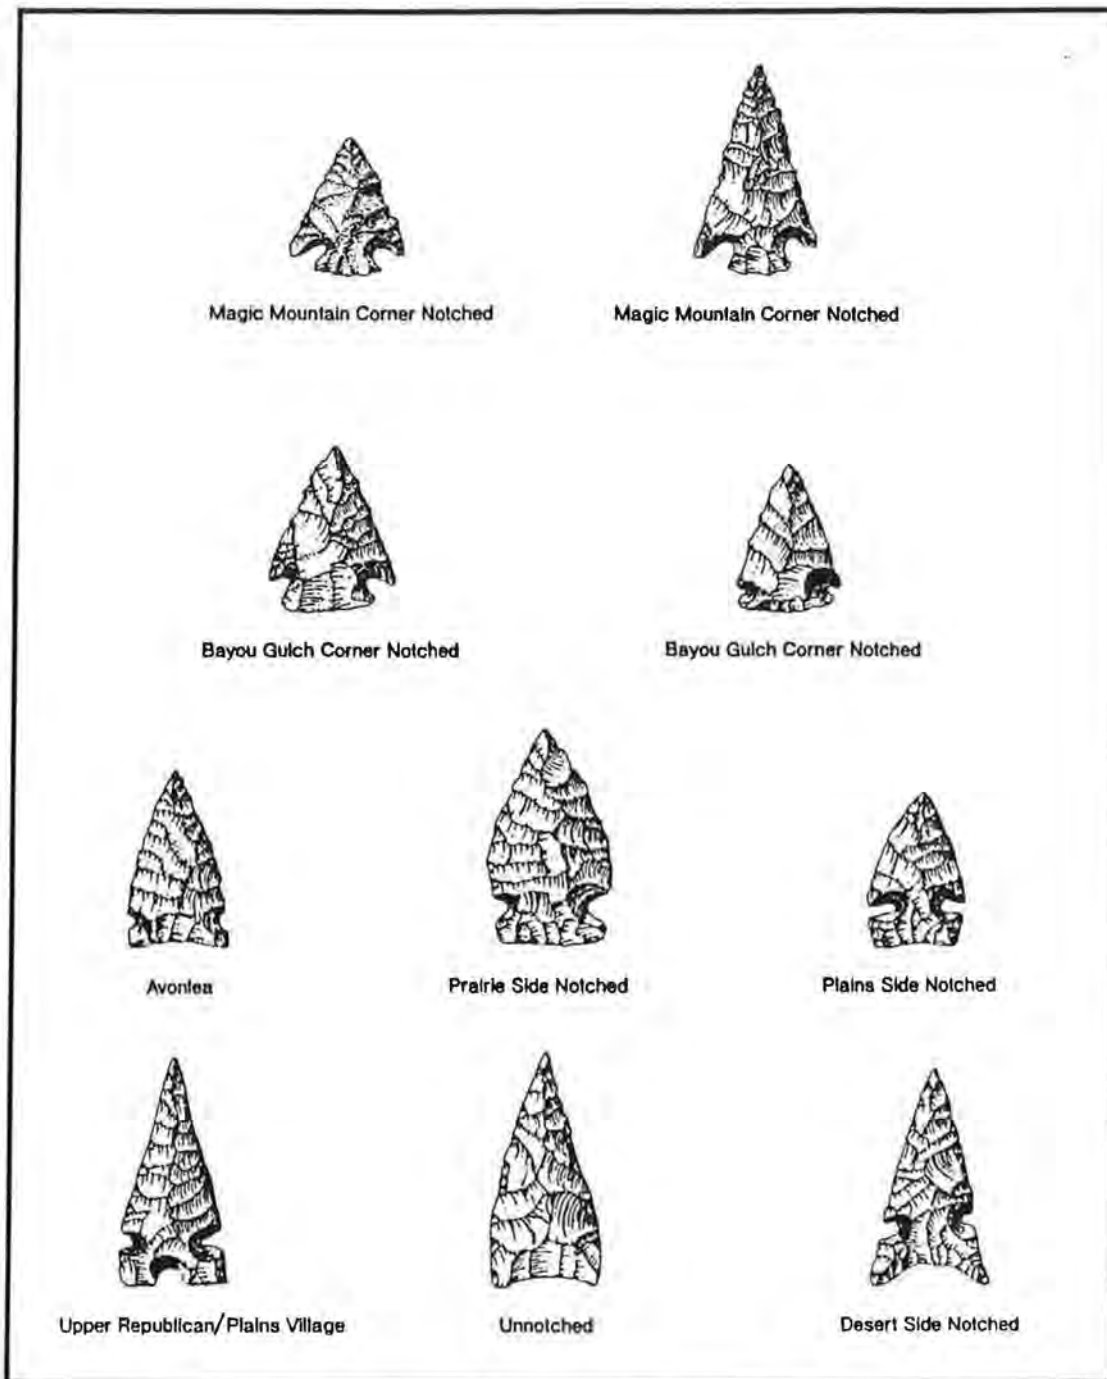 Magic Mountain Corner Notched
Magic Mountain Corner Notched
Bayou Gulch Corner Notched
Bayou Gulch Corner Notched
Avonlea
Prairie Side Notched
Plains Side Notched
Upper Republican/Plains Village
Unnotched
Desert Side Notched